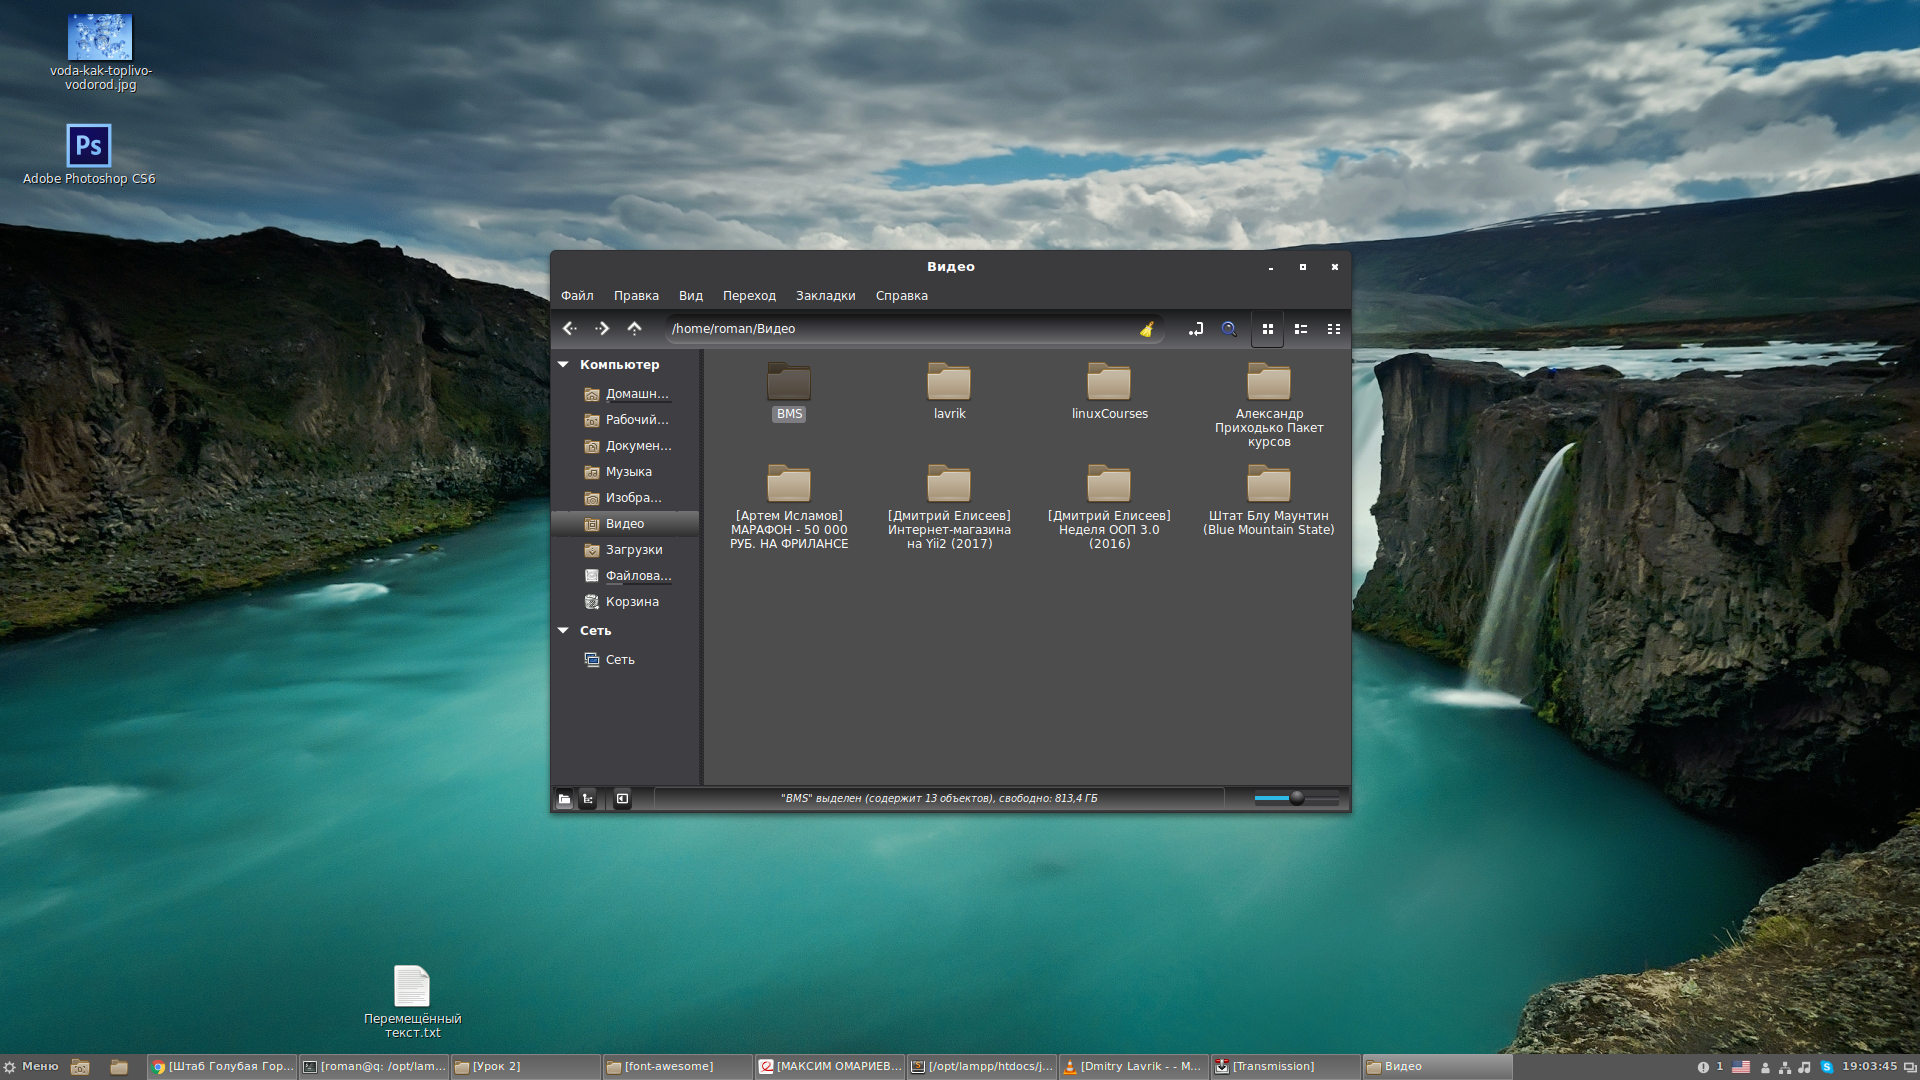 voda-kak-toplivo-
vodorod.jpg
Ps
Adobe Photoshop CS6
Видео
Файл Правка Вид Переход Закладки Справка
/home/roman/Видео
Компьютер
Домашн...
Рабочий...
Докумен...
Музыка
Изобра...
Видео
Загрузки
Файлова...
Корзина
Сеть
Сеть
BMS
lavrik
linuxCourses
Александр
Приходько Пакет
курсов
[Артем Исламов]
МАРАФОН - 50 000
РУБ. НА ФРИЛАНСЕ
[Дмитрий Елисеев]
Интернет-магазина
на Yii2 (2017)
[Дмитрий Елисеев]
Неделя ООП 3.0
(2016)
Штат Блу Маунтин
(Blue Mountain State)
"BMS" выделен (содержит 13 объектов), свободно: 813,4 ГБ
Перемещённый
текст.txt
Меню
[Штаб Голубая Гор...
[roman@q: /opt/lam...
[Урок 2]
[font-awesome]
[МАКСИМ ОМАРИЕВ...
[/opt/lampp/htdocs/j...
[Dmitry Lavrik - - M...
[Transmission]
Видео
1
19:03:45